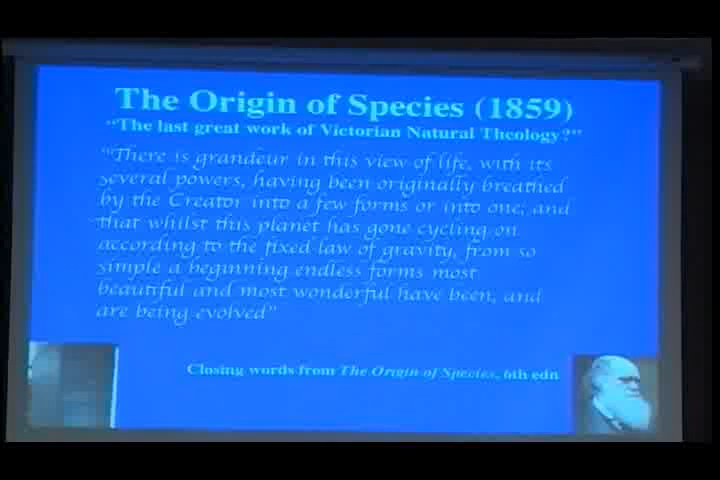 The Origin of Species (1859)
"The last great work of Victorian Natural Theology?"
"There is grandeur in this view of life, with its
several powers, having been originally breathed
by the Creator into a few forms or into one; and
that whilst this planet has gone cycling on
according to the fixed law of gravity, from so
simple a beginning endless forms most
beautiful and most wonderful have been, and
are being evolved"
Closing words from The Origin of Species, 6th edn